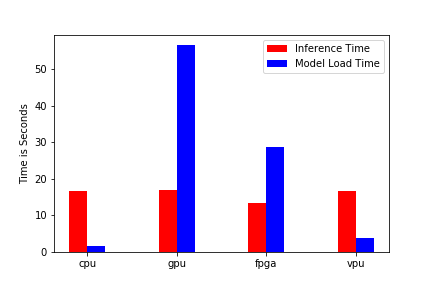 Inference Time
Model Load Time
Time is Seconds
50
40
30
20
10
0
cpu gpu fpga vpu